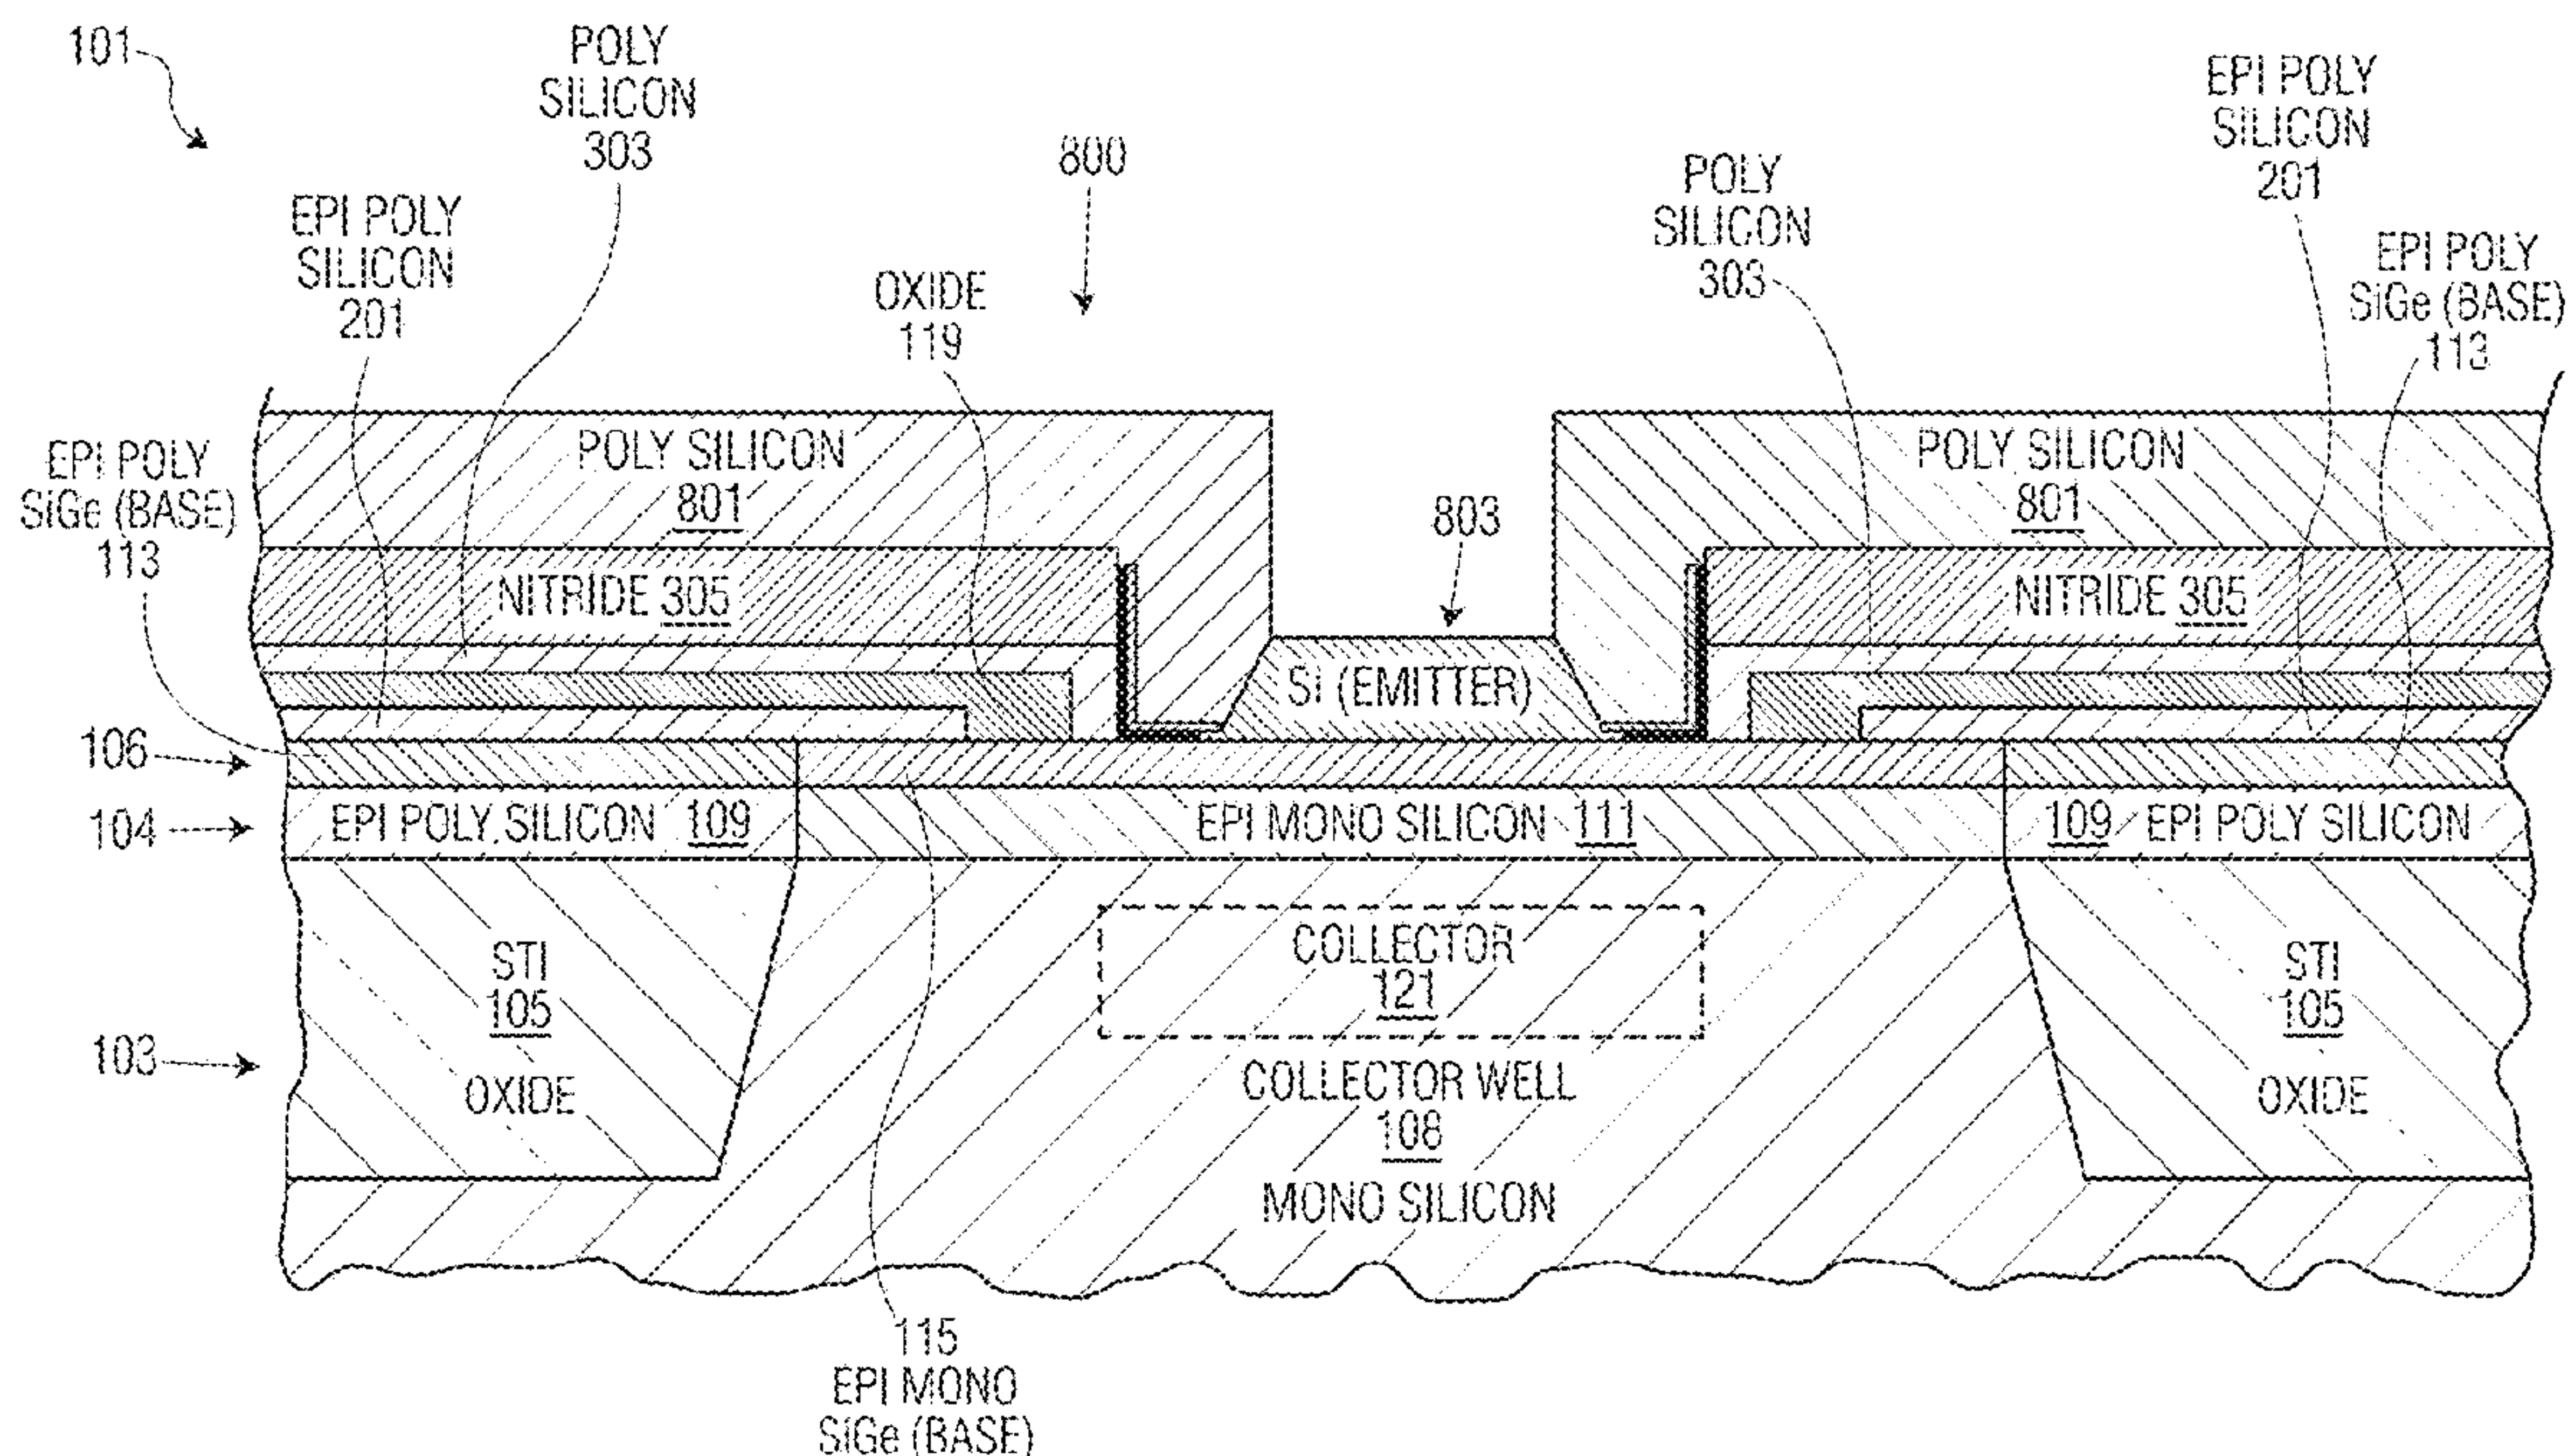 101
POLY
SILICON
303
EPI POLY
SILICON
201
800
POLY
SILICON
303
EPI POLY
SILICON
201
EPI POLY
SiGe (BASE)
113
OXIDE
119
EPI POLY
SiGe (BASE)
113
POLY SILICON
801
POLY SILICON
801
803
NITRIDE 305
NITRIDE 305
Si (EMITTER)
106
104
EPI POLY SILICON 109
EPI MONO SILICON 111
109 EPI POLY SILICON
STI
105
OXIDE
COLLECTOR
121
STI
105
OXIDE
103
COLLECTOR WELL
108
MONO SILICON
115
EPI MONO
SiGe (BASE)